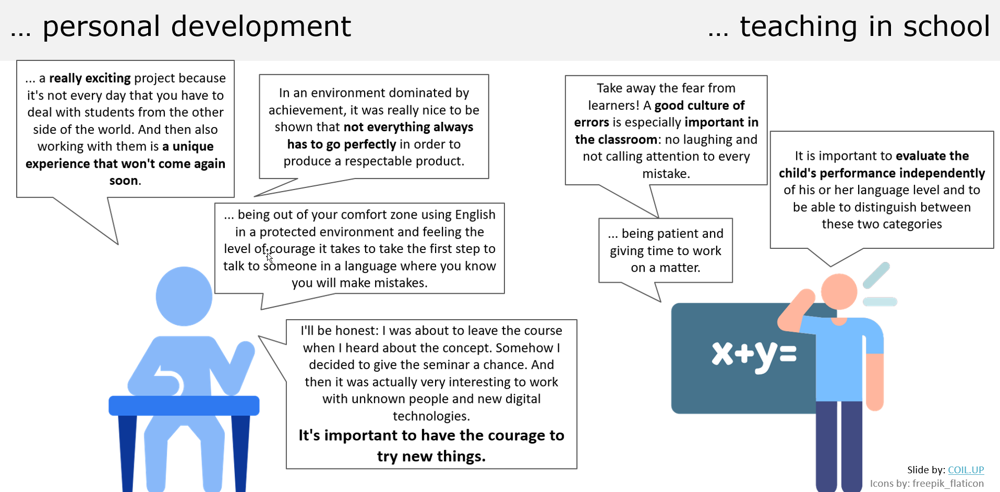 ... personal development
... teaching in school
... a really exciting project because
it's not every day that you have to
deal with students from the other
side of the world. And then also
working with them is a unique
experience that won't come again
soon.
In an environment dominated by
achievement, it was really nice to be
shown that not everything always
has to go perfectly in order to
produce a respectable product.
... being out of your comfort zone using English
in a protected environment and feeling the
level of courage it takes to take the first step to
talk to someone in a language where you know
you will make mistakes.
I'll be honest: I was about to leave the course
when I heard about the concept. Somehow I
decided to give the seminar a chance. And
then it was actually very interesting to work
with unknown people and new digital
technologies.
It's important to have the courage to
try new things.
Take away the fear from
learners! A good culture of
errors is especially important in
the classroom: no laughing and
not calling attention to every
mistake.
... being patient and
giving time to work
on a matter.
It is important to evaluate the
child's performance independently
of his or her language level and to
be able to distinguish between
these two categories
x+y=
Slide by: COIL.UP
Icons by: freepik_flaticon